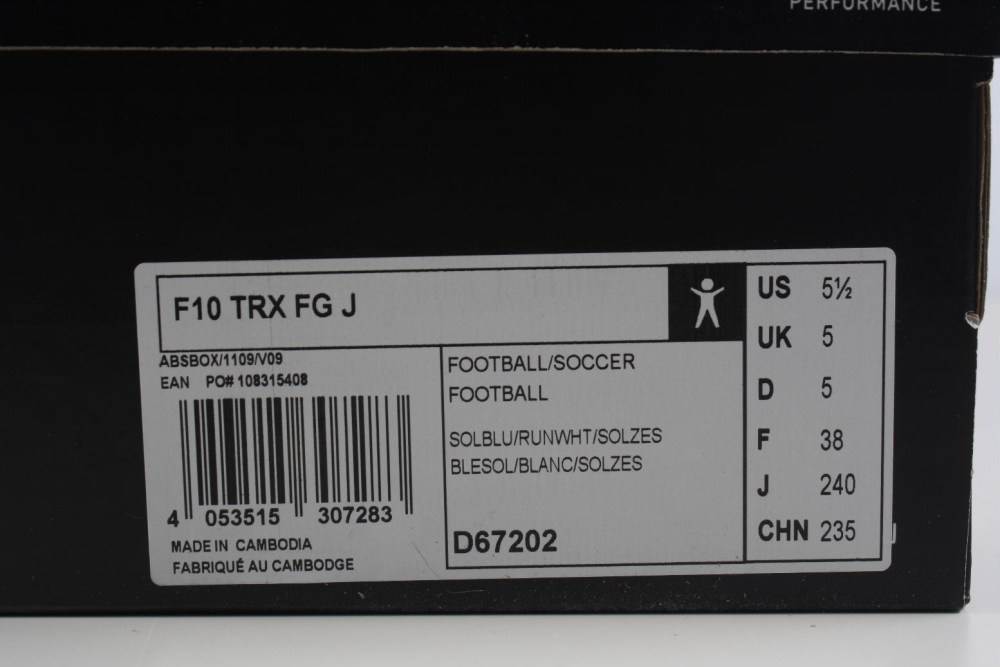 PERFORMANCE
F10 TRX FG J
ABSBOX/1109/V09
EAN PO# 108315408
4 053515 307283
MADE IN CAMBODIA
FABRIQUÉ AU CAMBODGE
FOOTBALL/SOCCER
FOOTBALL
SOLBLU/RUNWHT/SOLZES
BLESOL/BLANC/SOLZES
D67202
US 5½
UK 5
D 5
F 38
J 240
CHN 235